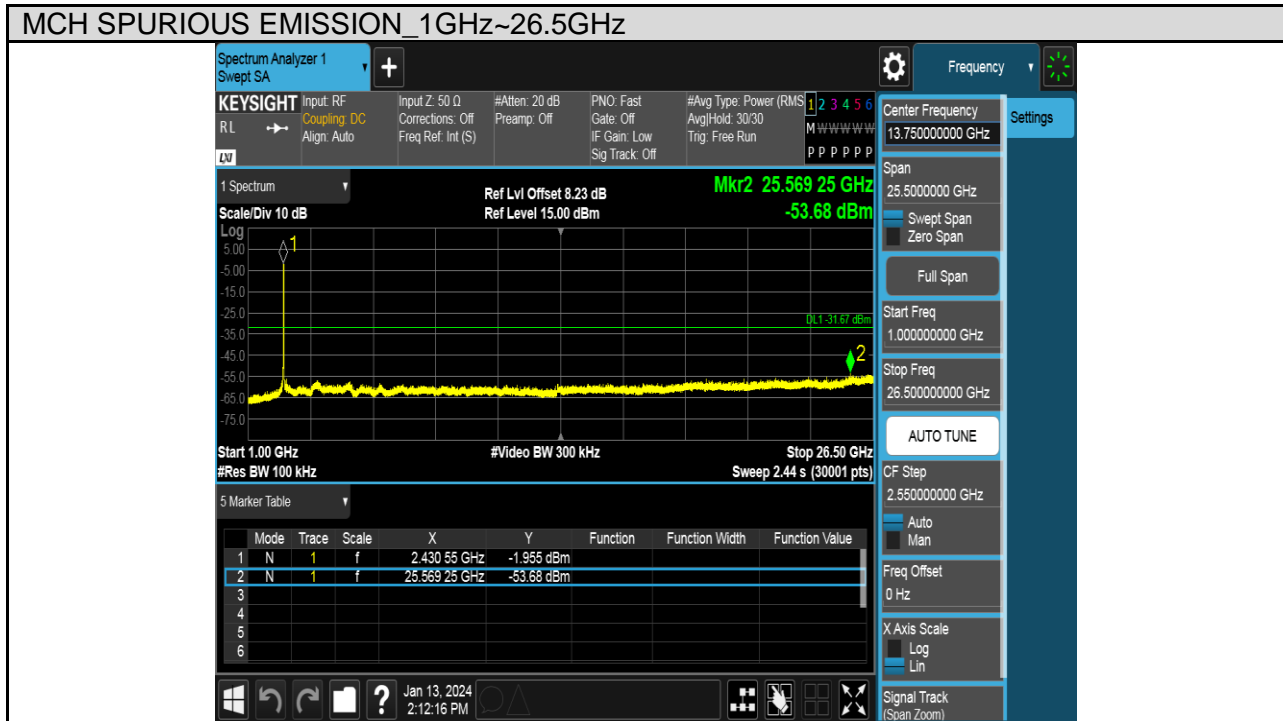 MCH SPURIOUS EMISSION_1GHz~26.5GHz
Spectrum Analyzer 1
Swept SA
+
Frequency
KEYSIGHT
RL
LXI
Input: RF
Coupling: DC
Align: Auto
Input Z: 50 Ω
Corrections: Off
Freq Ref: Int (S)
#Atten: 20 dB
Preamp: Off
PNO: Fast
Gate: Off
IF Gain: Low
Sig Track: Off
#Avg Type: Power (RMS
Avg|Hold: 30/30
Trig: Free Run
1 2 3 4 5 6
M W W W W W
P P P P P P
1 Spectrum
Scale/Div 10 dB
Ref Lvl Offset 8.23 dB
Ref Level 15.00 dBm
Mkr2 25.569 25 GHz
-53.68 dBm
Log
5.00
-5.00
-15.0
-25.0
-35.0
-45.0
-55.0
-65.0
-75.0
1
DL1 -31.67 dBm
2
Start 1.00 GHz
#Video BW 300 kHz
Stop 26.50 GHz
#Res BW 100 kHz
Sweep 2.44 s (30001 pts)
5 Marker Table
Mode Trace Scale X Y Function Function Width Function Value
1 N 1 f 2.430 55 GHz -1.955 dBm
2 N 1 f 25.569 25 GHz -53.68 dBm
3
4
5
6
?
Jan 13, 2024
2:12:16 PM
Center Frequency
13.75000000 GHz
Settings
Span
25.5000000 GHz
Swept Span
Zero Span
Full Span
Start Freq
1.000000000 GHz
Stop Freq
26.500000000 GHz
AUTO TUNE
CF Step
2.550000000 GHz
Auto
Man
Freq Offset
0 Hz
X Axis Scale
Log
Lin
Signal Track
(Span Zoom)